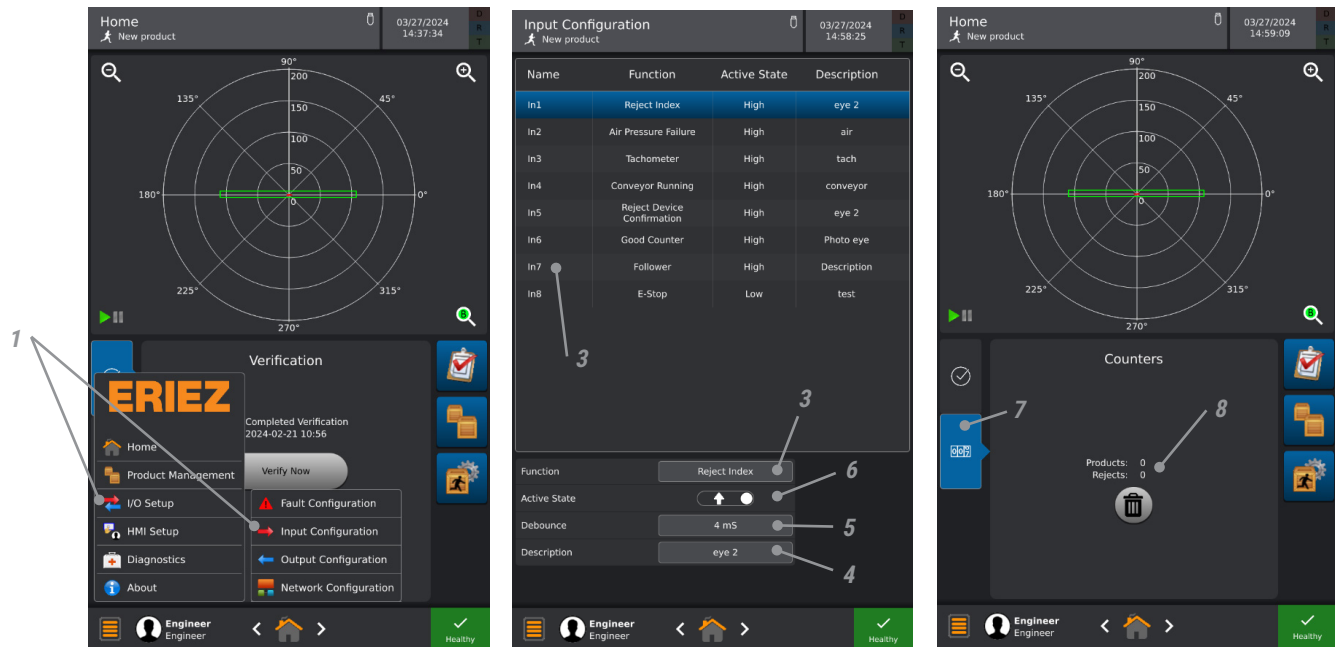 Home
New product
03/27/2024
14:37:34
D
R
T
90°
200
135°
45°
150
100
50
180°
0°
0
225°
315°
270°
B
1
Verification
ERIEZ
Completed Verification
2024-02-21 10:56
Home
Product Management
Verify Now
I/O Setup
Fault Configuration
HMI Setup
Input Configuration
Diagnostics
Output Configuration
About
Network Configuration
Engineer
Engineer
Healthy
Input Configuration
New product
03/27/2024
14:58:25
D
R
T
Name Function Active State Description
In1 Reject Index High eye 2
In2 Air Pressure Failure High air
In3 Tachometer High tach
In4 Conveyor Running High conveyor
In5 Reject Device Confirmation High eye 2
In6 Good Counter High Photo eye
In7 Follower High Description
In8 E-Stop Low test
3
3
Function Reject Index
6
Active State
Debounce 4 mS
5
Description eye 2
4
Engineer
Engineer
Healthy
Home
New product
03/27/2024
14:59:09
D
R
T
90°
200
135°
45°
150
100
50
180°
0°
0
225°
315°
270°
B
Counters
7
8
Products: 0
Rejects: 0
Engineer
Engineer
Healthy